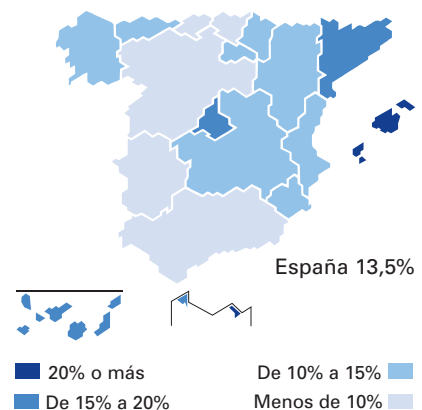 España 13,5%
20% o más
De 10% a 15%
De 15% a 20%
Menos de 10%